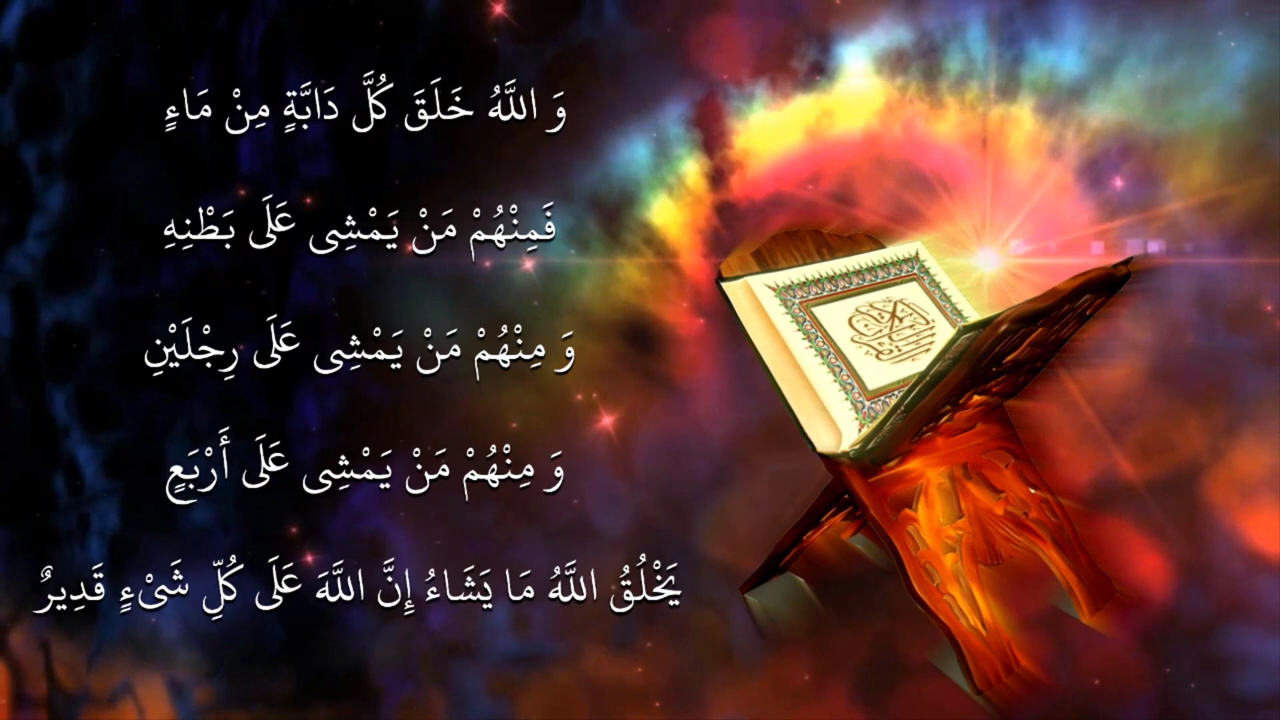 وَ اللَّهُ خَلَقَ كُلَّ دَابَّةٍ مِنْ مَاءٍ
فَمِنْهُمْ مَنْ يَمْشِی عَلَى بَطْنِهِ
وَ مِنْهُمْ مَنْ يَمْشِی عَلَى رِجْلَيْنِ
وَ مِنْهُمْ مَنْ يَمْشِی عَلَى أَرْبَعٍ
يَخْلُقُ اللَّهُ مَا يَشَاءُ إِنَّ اللَّهَ عَلَى كُلِّ شَیْءٍ قَدِيرٌ